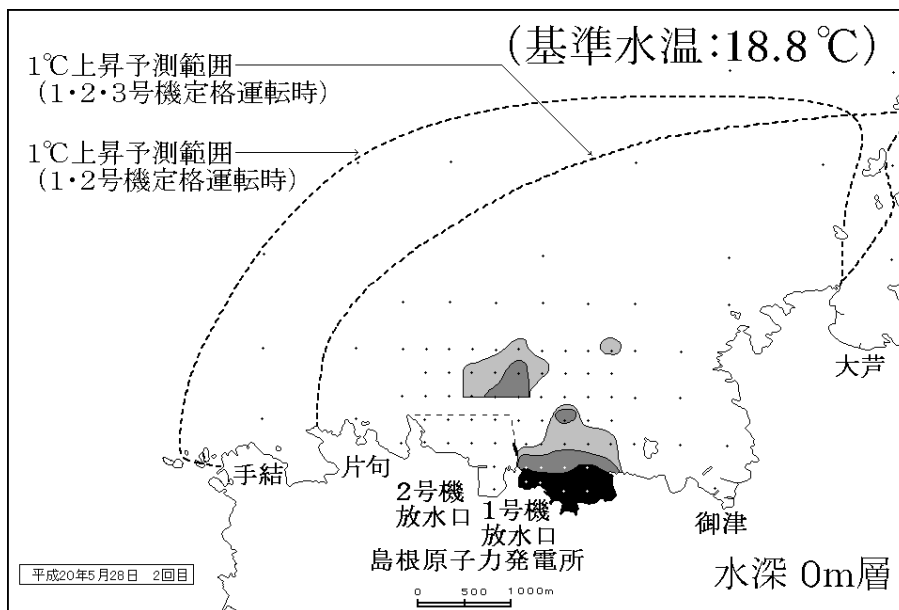 (基準水温:18.8℃)
1℃上昇予測範囲
(1・2・3号機定格運転時)
1℃上昇予測範囲
(1・2号機定格運転時)
大芦
手結
片句
2号機
放水口
1号機
放水口
御津
島根原子力発電所
水深 0m層
平成20年5月28日 2回目
0 500 1000m